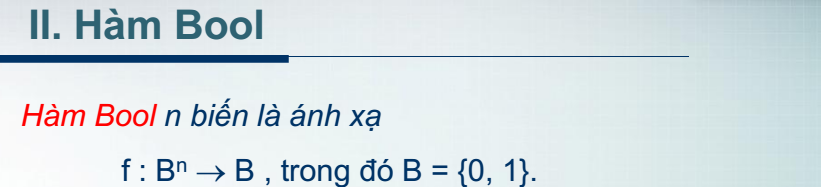 II. Hàm Bool
Hàm Bool n biến là ánh xạ
f : Bⁿ → B , trong đó B = {0, 1}.